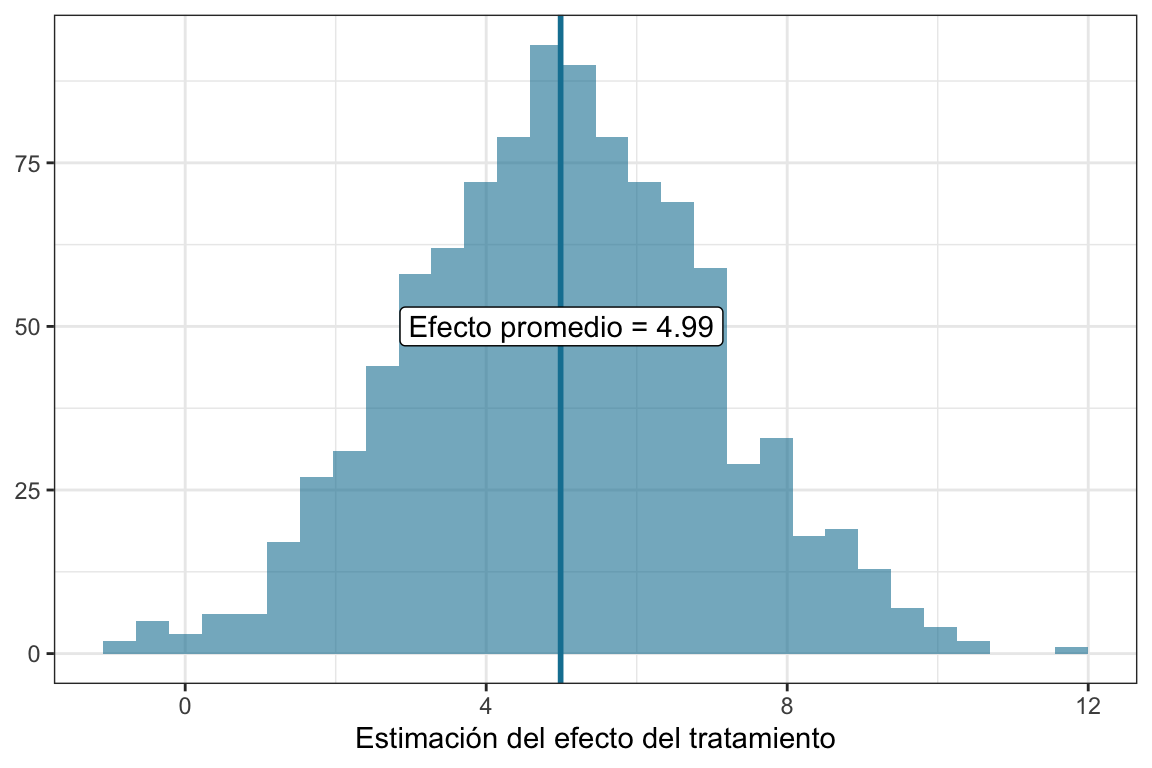 75
50
25
0
Efecto promedio = 4.99
0 4 8 12
Estimación del efecto del tratamiento